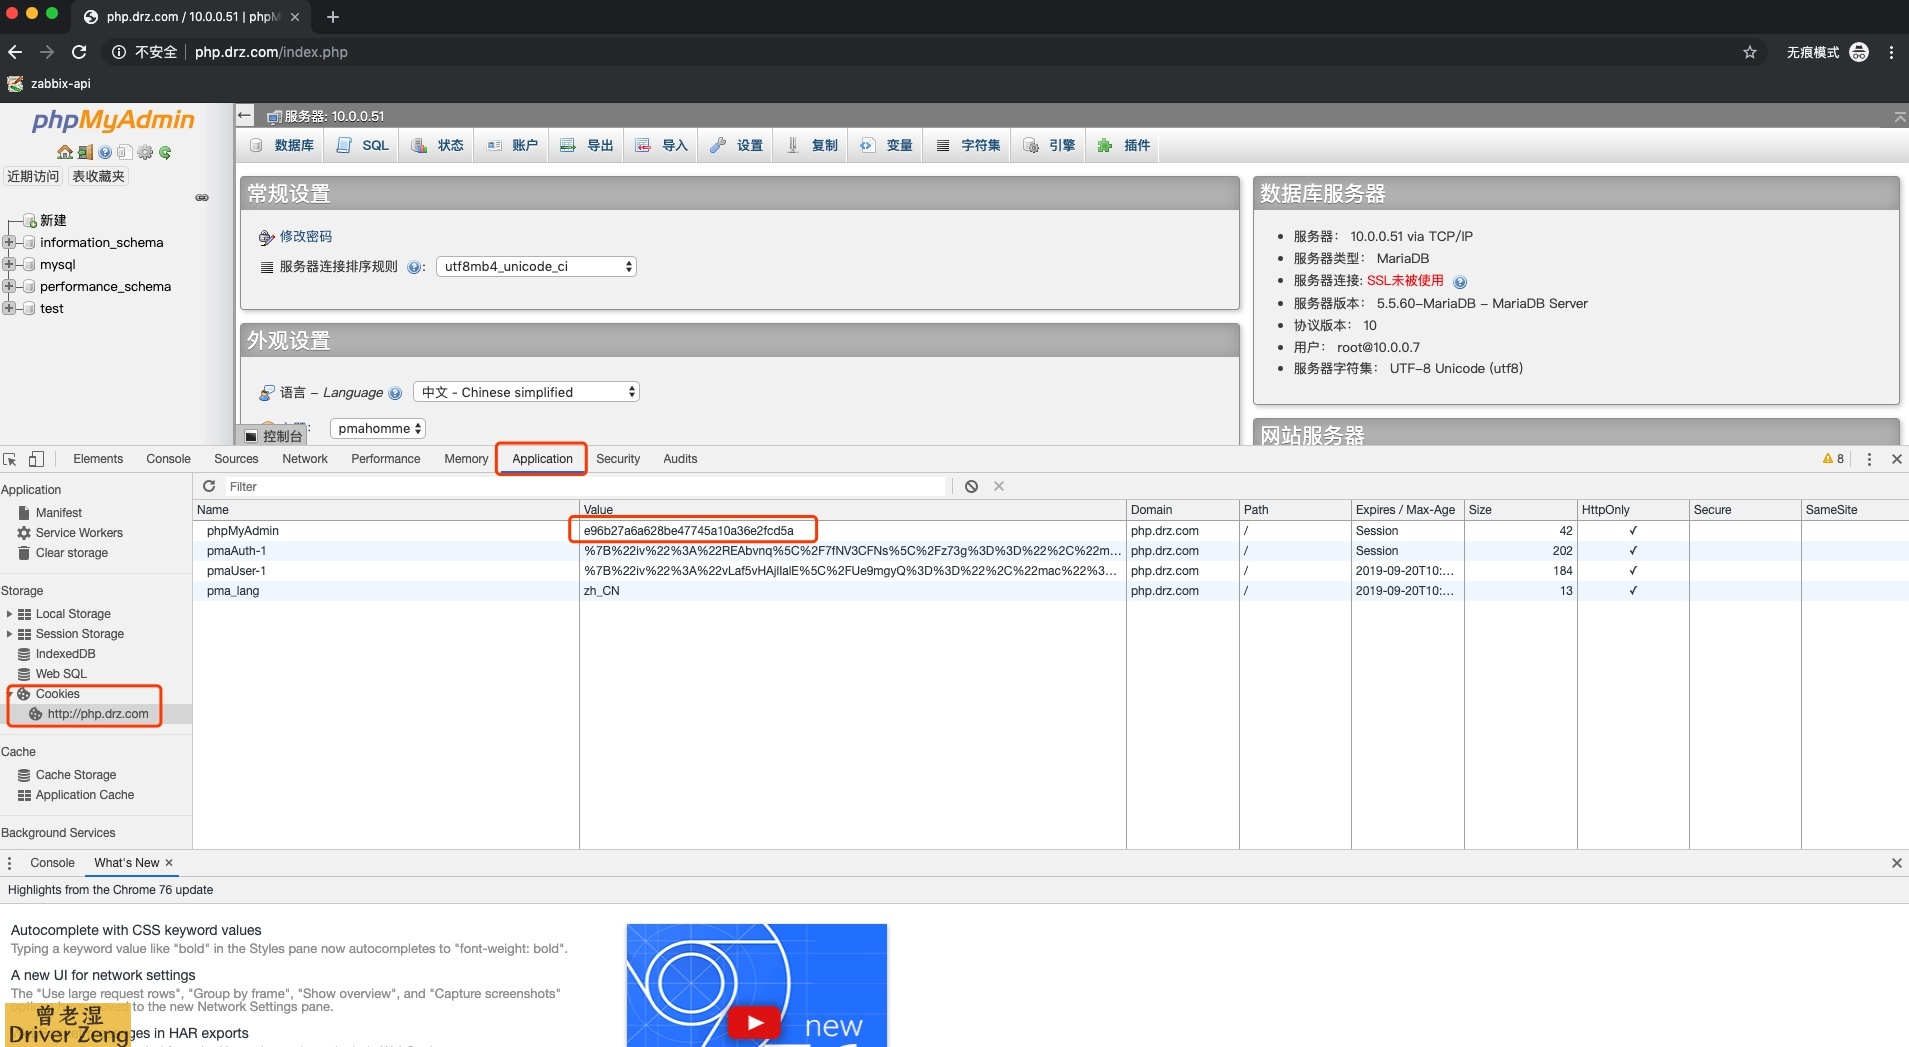 php.drz.com / 10.0.0.51 | phpM
不安全 php.drz.com/index.php 无痕模式
zabbix-api
phpMyAdmin
近期访问 表收藏夹
新建
information_schema
mysql
performance_schema
test
服务器: 10.0.0.51
数据库 SQL 状态 账户 导出 导入 设置 复制 变量 字符集 引擎 插件
常规设置
修改密码
服务器连接排序规则 : utf8mb4_unicode_ci
外观设置
语言 - Language 中文 - Chinese simplified
: pmahomme
控制台
数据库服务器
服务器: 10.0.0.51 via TCP/IP
服务器类型: MariaDB
服务器连接: SSL未被使用
服务器版本: 5.5.60-MariaDB - MariaDB Server
协议版本: 10
用户: root@10.0.0.7
服务器字符集: UTF-8 Unicode (utf8)
网站服务器
Elements Console Sources Network Performance Memory Application Security Audits 8
Application
Manifest
Service Workers
Clear storage
Storage
Local Storage
Session Storage
IndexedDB
Web SQL
Cookies
http://php.drz.com
Cache
Cache Storage
Application Cache
Background Services
Filter
Name Value Domain Path Expires / Max-Age Size HttpOnly Secure SameSite
phpMyAdmin e96b27a6a628be47745a10a36e2fcd5a php.drz.com / Session 42 ✓
pmaAuth-1 %7B%22iv%22%3A%22REAbvnq%5C%2F7fNV3CFNs%5C%2Fz73g%3D%3D%22%2C%22m... php.drz.com / Session 202 ✓
pmaUser-1 %7B%22iv%22%3A%22vLaf5vHAjlIalE%5C%2FUe9mgyQ%3D%3D%22%2C%22mac%22%3... php.drz.com / 2019-09-20T10:... 184 ✓
pma_lang zh_CN php.drz.com / 2019-09-20T10:... 13 ✓
Console What's New
Highlights from the Chrome 76 update
Autocomplete with CSS keyword values
Typing a keyword value like "bold" in the Styles pane now autocompletes to "font-weight: bold".
A new UI for network settings
The "Use large request rows", "Group by frame", "Show overview", and "Capture screenshots"
to the new Network Settings pane.
in HAR exports
new
曾老湿
Driver Zeng